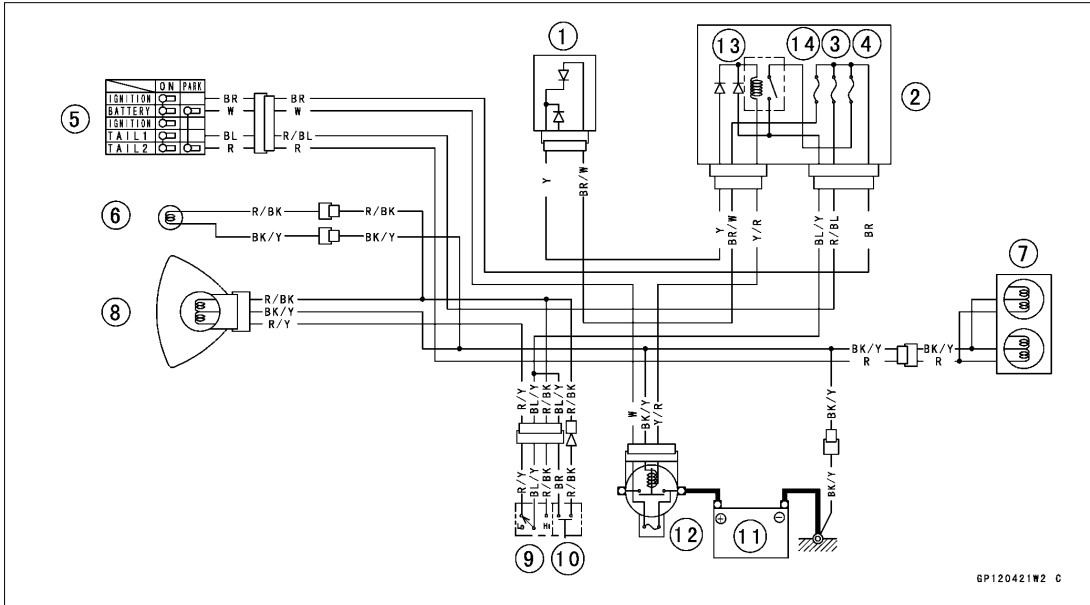 1
13
14
3
4
2
5
ON PARK
IGNITION
BATTERY
IGNITION
TAIL1
TAIL2
BR
W
BL
R
BR
W
R/BL
R
Y
BR/W
Y
BR/W
Y/R
BL/Y
R/BL
BR
6
R/BK
R/BK
BK/Y
BK/Y
7
8
R/BK
BK/Y
R/Y
BK/Y
R
BK/Y
R
R/Y
BL/Y
R/BK
BL/Y
R/BK
W
BK/Y
Y/R
BK/Y
BK/Y
R/Y
BL/Y
R/BK
BR
R/BK
Hi
9
10
12
11
+
−
GP120421W2 C